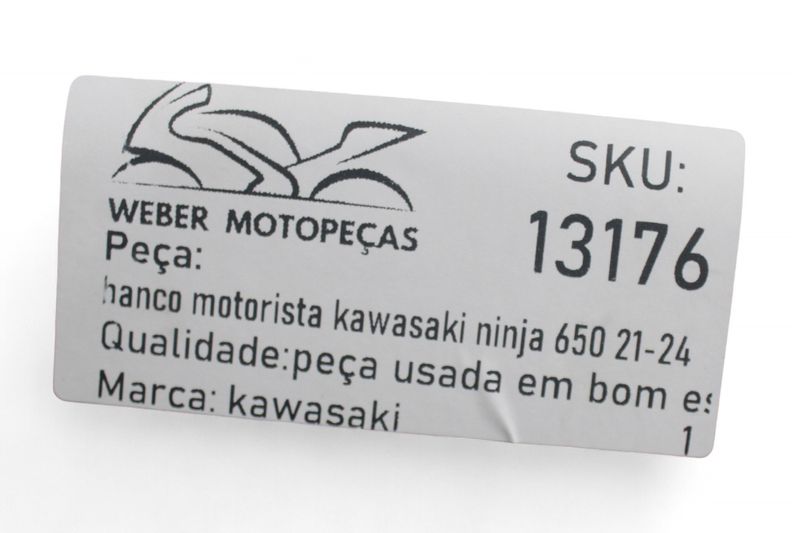 WEBER MOTOPEÇAS
SKU:
13176
Peça:
banco motorista kawasaki ninja 650 21-24
Qualidade:peça usada em bom es
Marca: kawasaki
1